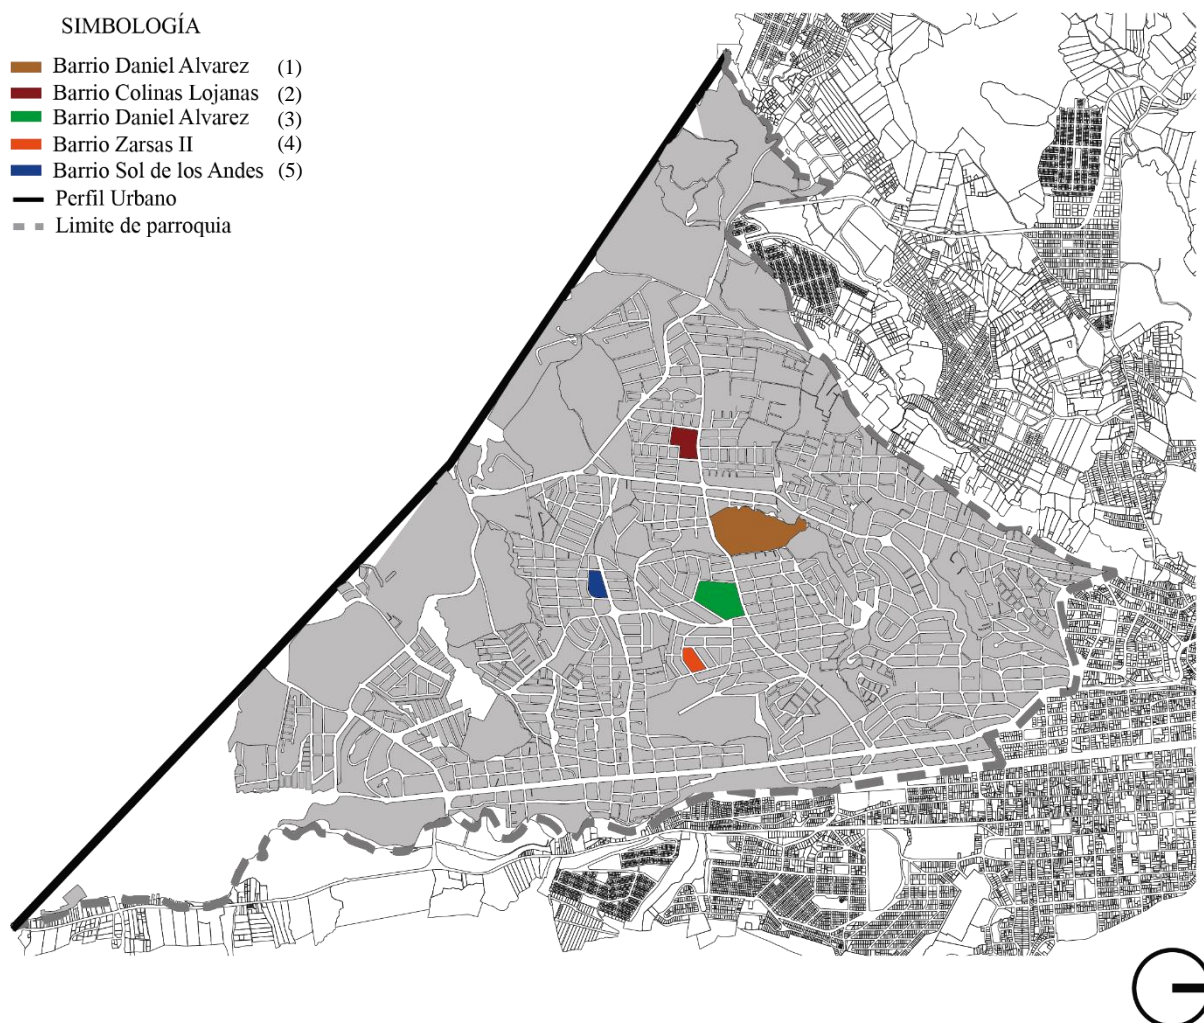 SIMBOLOGÍA
Barrio Daniel Alvarez (1)
Barrio Colinas Lojanas (2)
Barrio Daniel Alvarez (3)
Barrio Zarsas II (4)
Barrio Sol de los Andes (5)
Perfil Urbano
Limite de parroquia